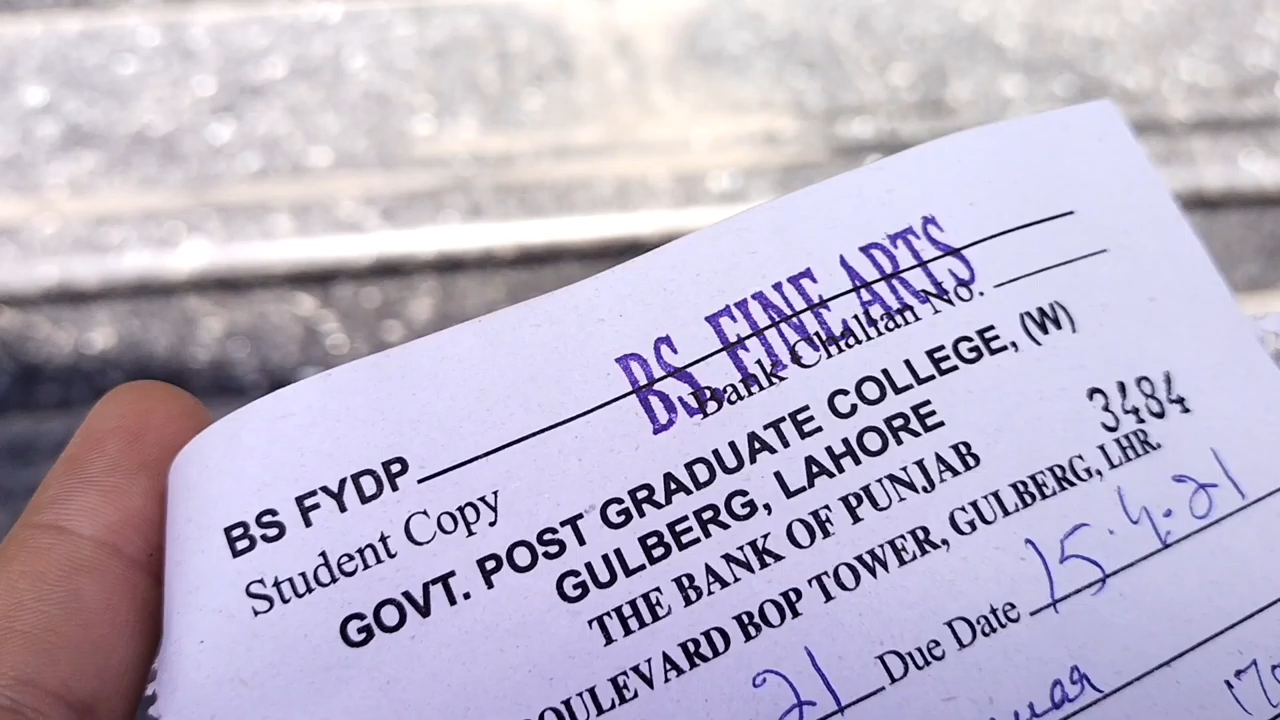 BS FYDP BS FINE ARTS
Student Copy Bank Challan No.
GOVT. POST GRADUATE COLLEGE, (W)
GULBERG, LAHORE
3484
THE BANK OF PUNJAB
BOP TOWER, GULBERG, LHR.
21 Due Date 15.4.21